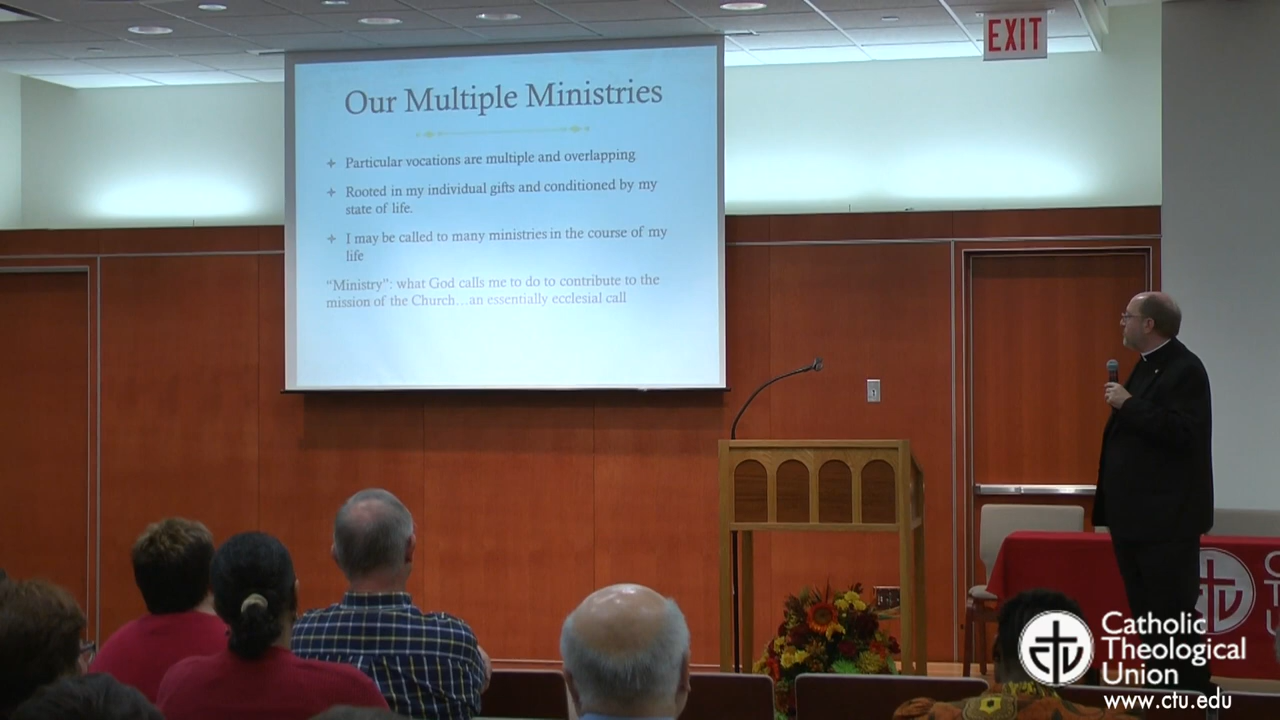 EXIT
Our Multiple Ministries
Particular vocations are multiple and overlapping
Rooted in my individual gifts and conditioned by my
state of life.
I may be called to many ministries in the course of my
life
“Ministry”: what God calls me to do to contribute to the
mission of the Church…an essentially ecclesial call
Catholic
Theological
Union
www.ctu.edu